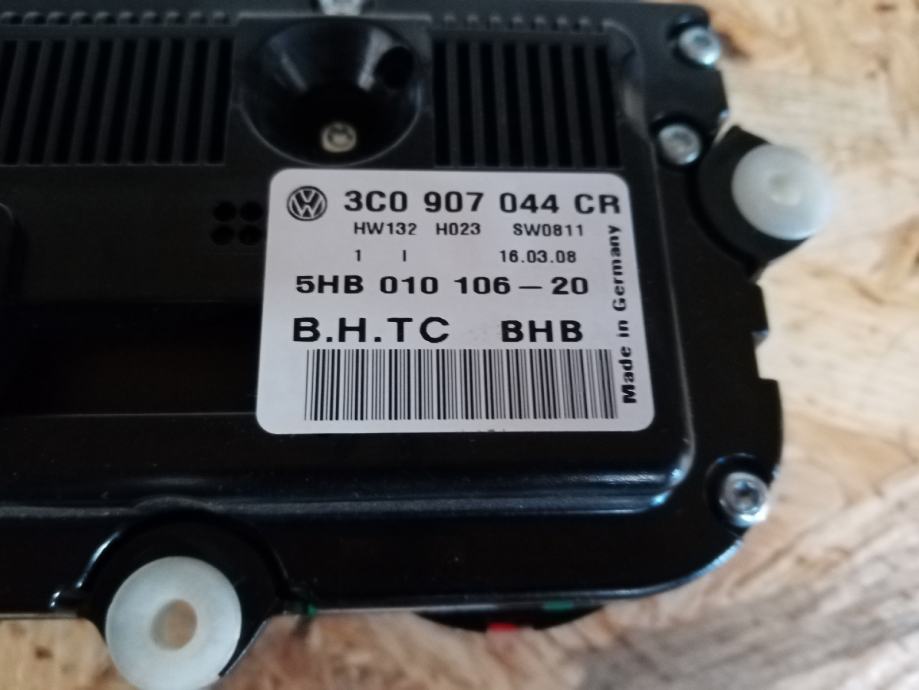 3C0 907 044 CR
HW132 H023 SW0811
1 I 16.03.08
5HB 010 106-20
B.H.TC BHB
Made in Germany